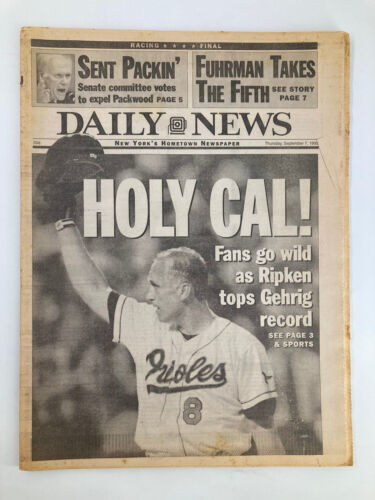 RACING ★ ★ ★ ★ FINAL
SENT PACKIN'
Senate committee votes
to expel Packwood PAGE 5
FUHRMAN TAKES
THE FIFTH SEE STORY
PAGE 7
DAILY NEWS
NEW YORK'S HOMETOWN NEWSPAPER
Thursday, September 7, 1995
HOLY CAL!
Fans go wild
as Ripken
tops Gehrig
record
SEE PAGE 3
& SPORTS
Orioles
8